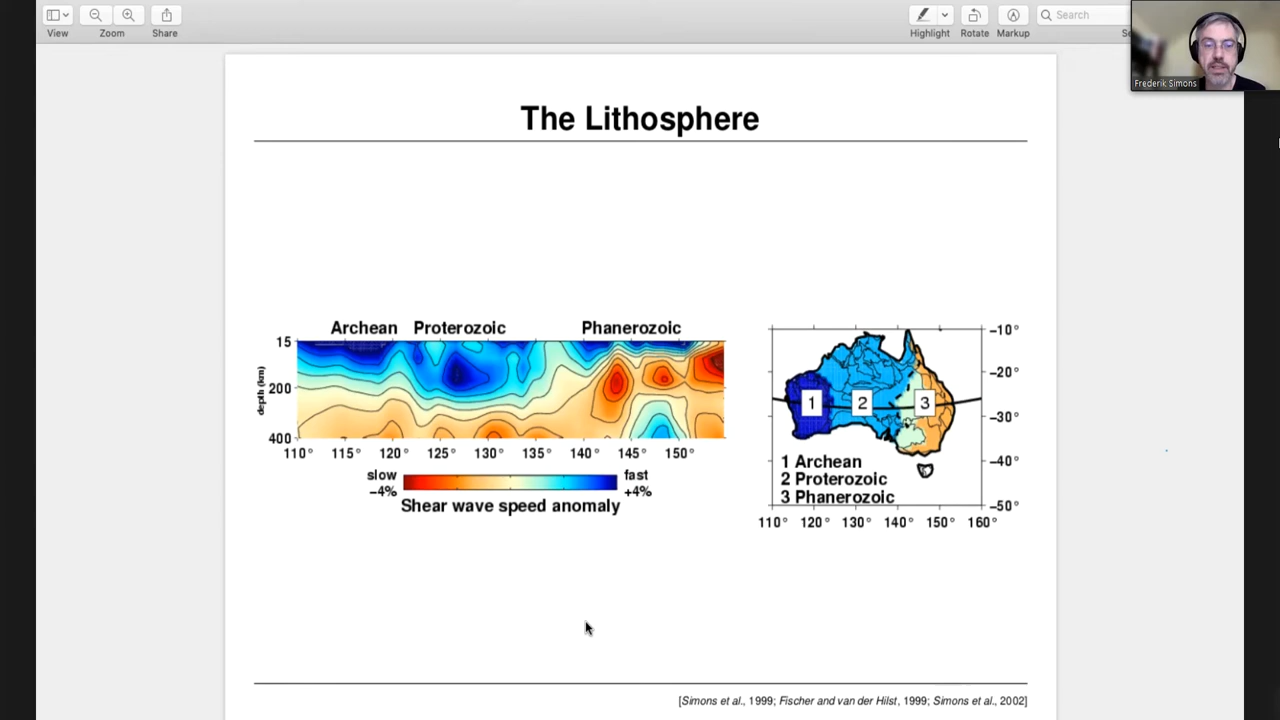 View
Zoom
Share
Highlight
Rotate
Markup
Search
Frederik Simons
The Lithosphere
Archean Proterozoic Phanerozoic
15
200
400
depth (km)
110° 115° 120° 125° 130° 135° 140° 145° 150°
slow
−4%
fast
+4%
Shear wave speed anomaly
1 2 3
1 Archean
2 Proterozoic
3 Phanerozoic
−10°
−20°
−30°
−40°
−50°
110° 120° 130° 140° 150° 160°
[Simons et al., 1999; Fischer and van der Hilst, 1999; Simons et al., 2002]